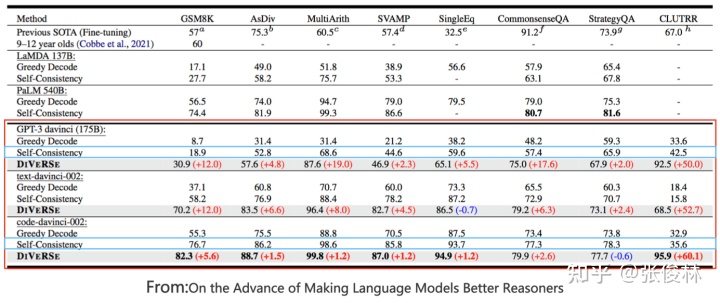 Method GSM8K AsDiv MultiArith SVAMP SingleEq CommonsenseQA StrategyQA CLUTRR
Previous SOTA (Fine-tuning) 57a 75.3b 60.5c 57.4d 32.5e 91.2f 73.9g 67.0h
9–12 year olds (Cobbe et al., 2021) 60
LaMDA 137B:
Greedy Decode 17.1 49.0 51.8 38.9 56.6 57.9 65.4 -
Self-Consistency 27.7 58.2 75.7 53.3 - 63.1 67.8 -
PaLM 540B:
Greedy Decode 56.5 74.0 94.7 79.0 79.5 79.0 75.3 -
Self-Consistency 74.4 81.9 99.3 86.6 - 80.7 81.6 -
GPT-3 davinci (175B):
Greedy Decode 8.7 31.4 31.4 21.2 38.2 48.2 59.3 33.6
Self-Consistency 18.9 52.8 68.6 44.6 59.6 57.4 65.9 42.5
DIVERSE 30.9 (+12.0) 57.6 (+4.8) 87.6 (+19.0) 46.9 (+2.3) 65.1 (+5.5) 75.0 (+17.6) 67.9 (+2.0) 92.5 (+50.0)
text-davinci-002:
Greedy Decode 37.1 60.8 70.7 60.0 73.3 65.5 60.3 18.4
Self-Consistency 58.2 76.9 88.4 78.2 87.2 72.9 70.7 15.8
DIVERSE 70.2 (+12.0) 83.5 (+6.6) 96.4 (+8.0) 82.7 (+4.5) 86.5 (-0.7) 79.2 (+6.3) 73.1 (+2.4) 68.5 (+52.7)
code-davinci-002:
Greedy Decode 55.3 75.5 88.8 70.5 87.5 73.4 73.8 32.9
Self-Consistency 76.7 86.2 98.6 85.8 93.7 77.3 78.3 35.6
DIVERSE 82.3 (+5.6) 88.7 (+1.5) 99.8 (+1.2) 87.0 (+1.2) 94.9 (+1.2) 79.9 (+2.6) 77.7 (-0.6) 95.9 (+60.1)
From:On the Advance of Making Language Models Better Reasoners
知乎 @张俊林